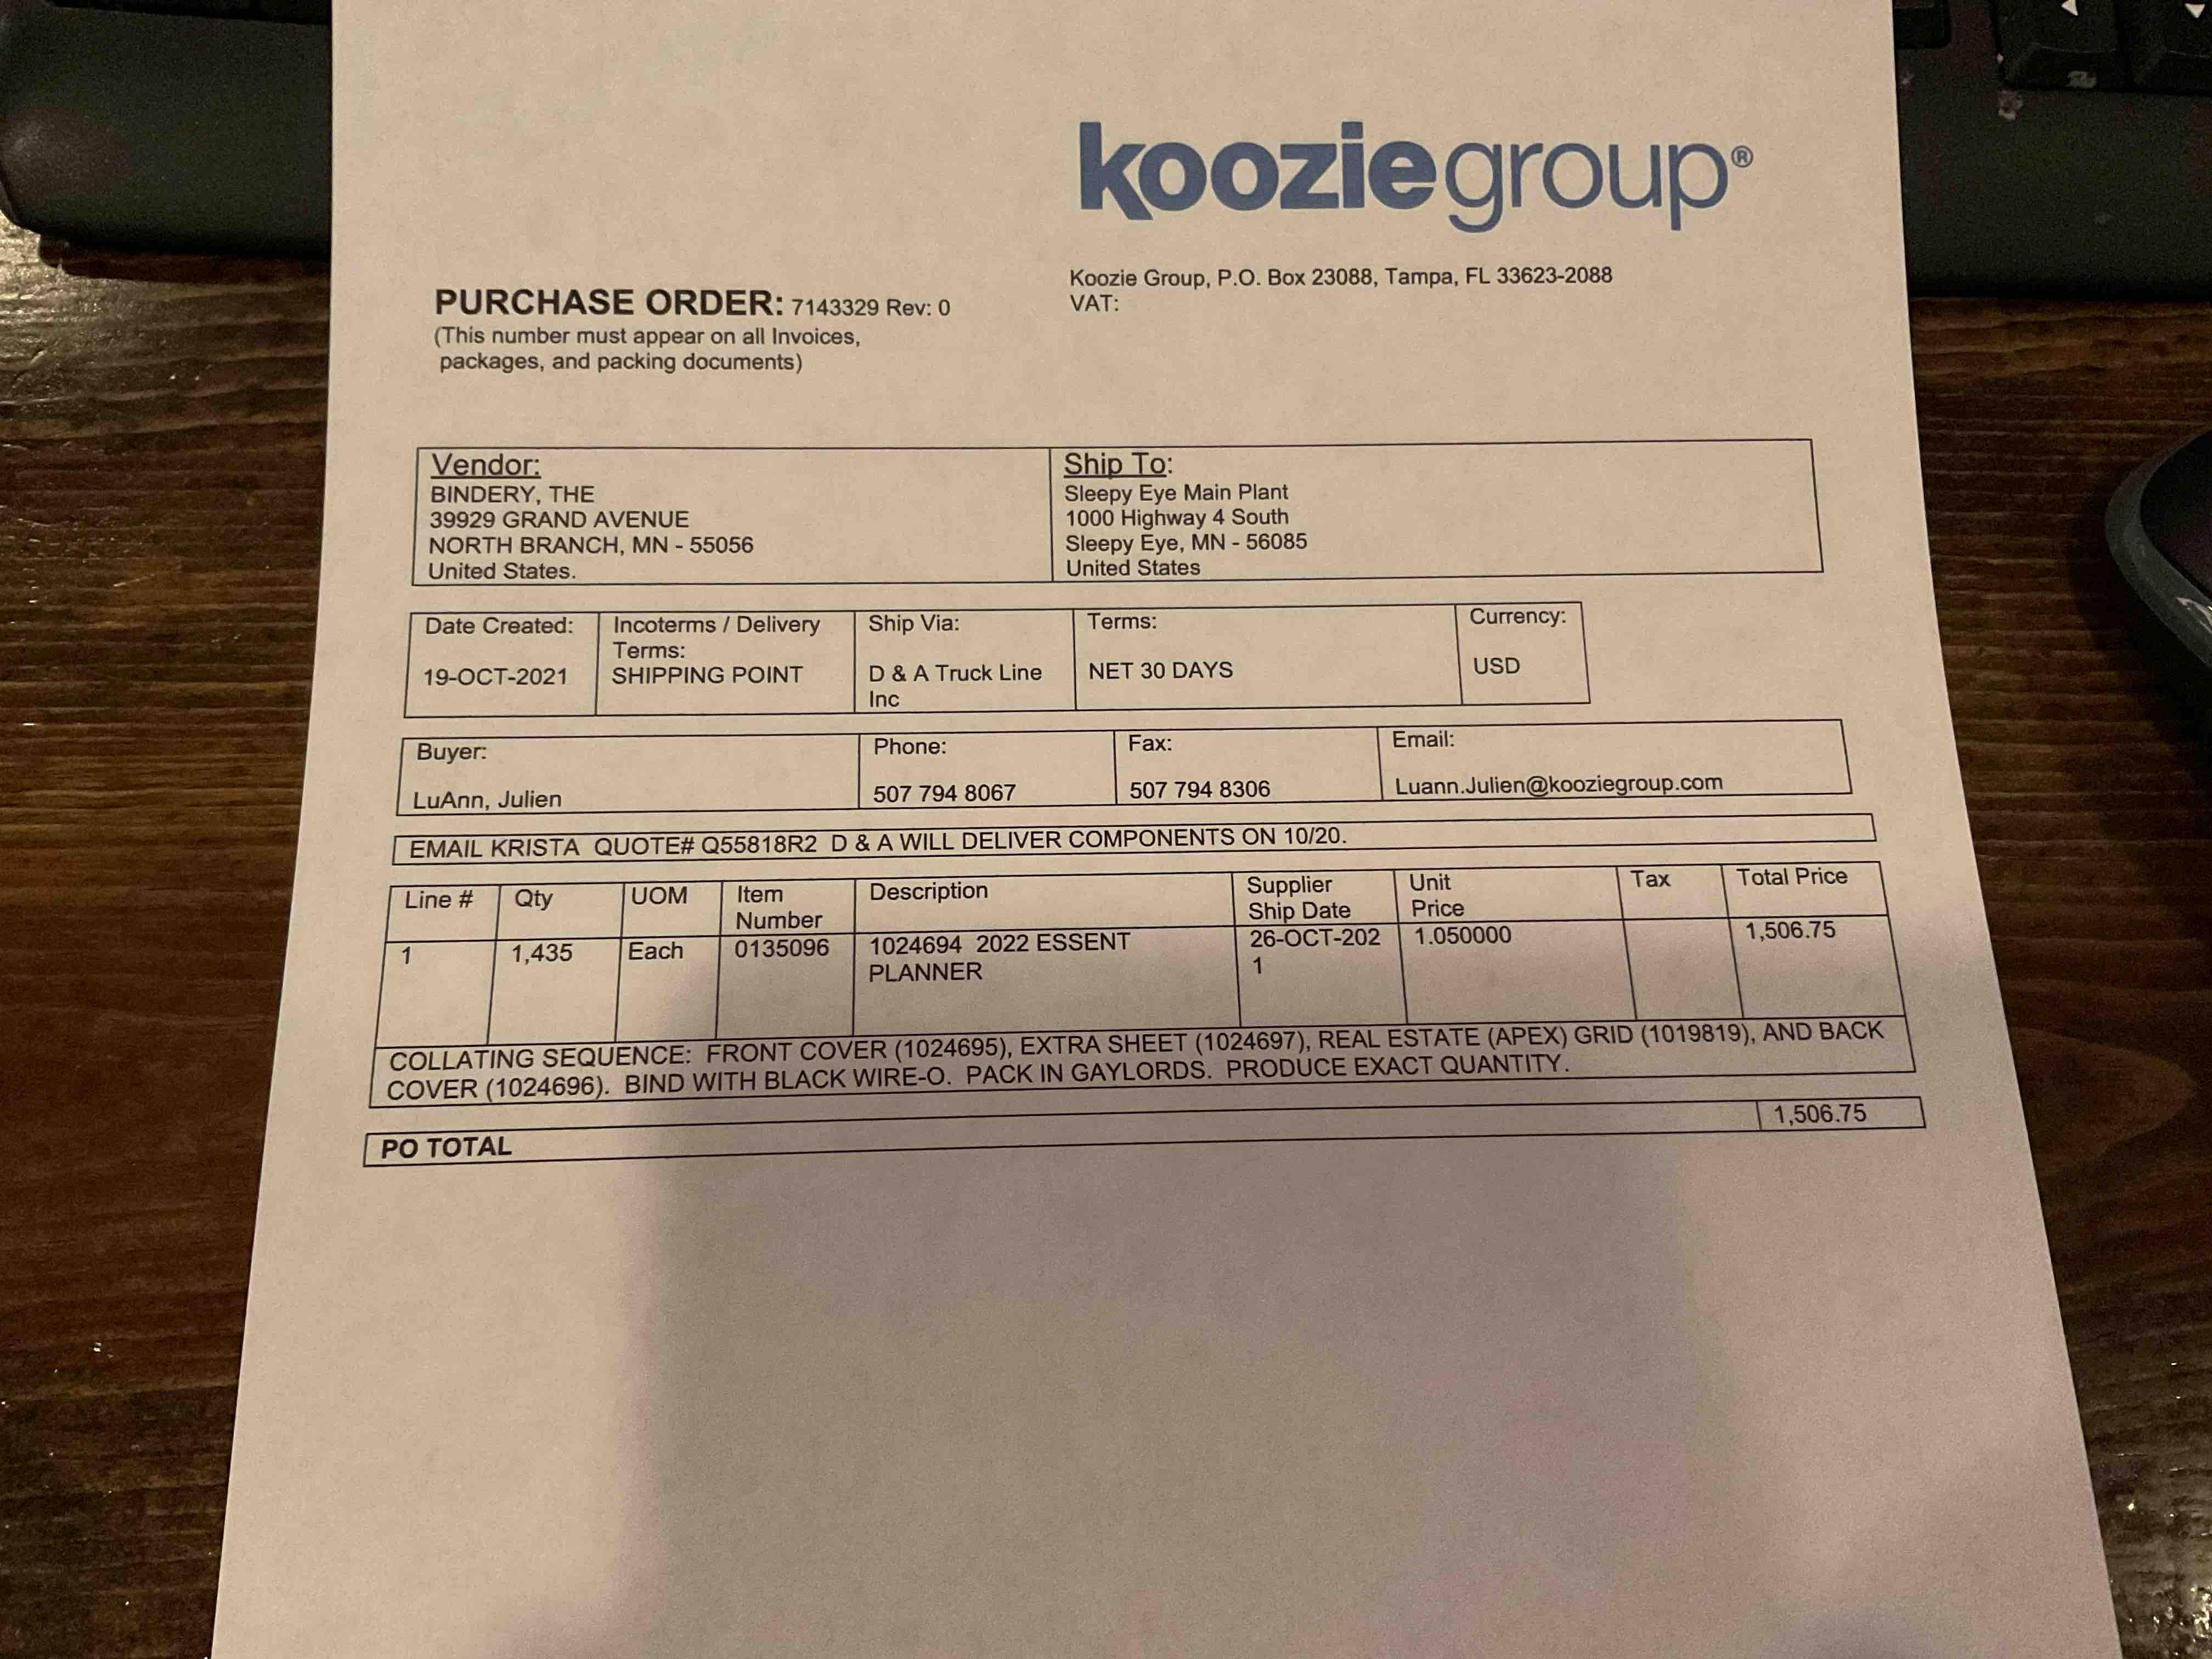 kooziegroup®
Koozie Group, P.O. Box 23088, Tampa, FL 33623-2088
VAT:
PURCHASE ORDER: 7143329 Rev: 0
(This number must appear on all Invoices,
packages, and packing documents)
Vendor:
BINDERY, THE
39929 GRAND AVENUE
NORTH BRANCH, MN - 55056
United States.
Ship To:
Sleepy Eye Main Plant
1000 Highway 4 South
Sleepy Eye, MN - 56085
United States
Date Created:
19-OCT-2021
Incoterms / Delivery
Terms:
SHIPPING POINT
Ship Via:
D & A Truck Line
Inc
Terms:
NET 30 DAYS
Currency:
USD
Buyer:
LuAnn, Julien
Phone:
507 794 8067
Fax:
507 794 8306
Email:
Luann.Julien@kooziegroup.com
EMAIL KRISTA QUOTE# Q55818R2 D & A WILL DELIVER COMPONENTS ON 10/20.
Line # Qty UOM Item Number Description Supplier Ship Date Unit Price Tax Total Price
1 1,435 Each 0135096 1024694 2022 ESSENT PLANNER 26-OCT-2021 1.050000 1,506.75
COLLATING SEQUENCE: FRONT COVER (1024695), EXTRA SHEET (1024697), REAL ESTATE (APEX) GRID (1019819), AND BACK
COVER (1024696). BIND WITH BLACK WIRE-O. PACK IN GAYLORDS. PRODUCE EXACT QUANTITY.
PO TOTAL 1,506.75